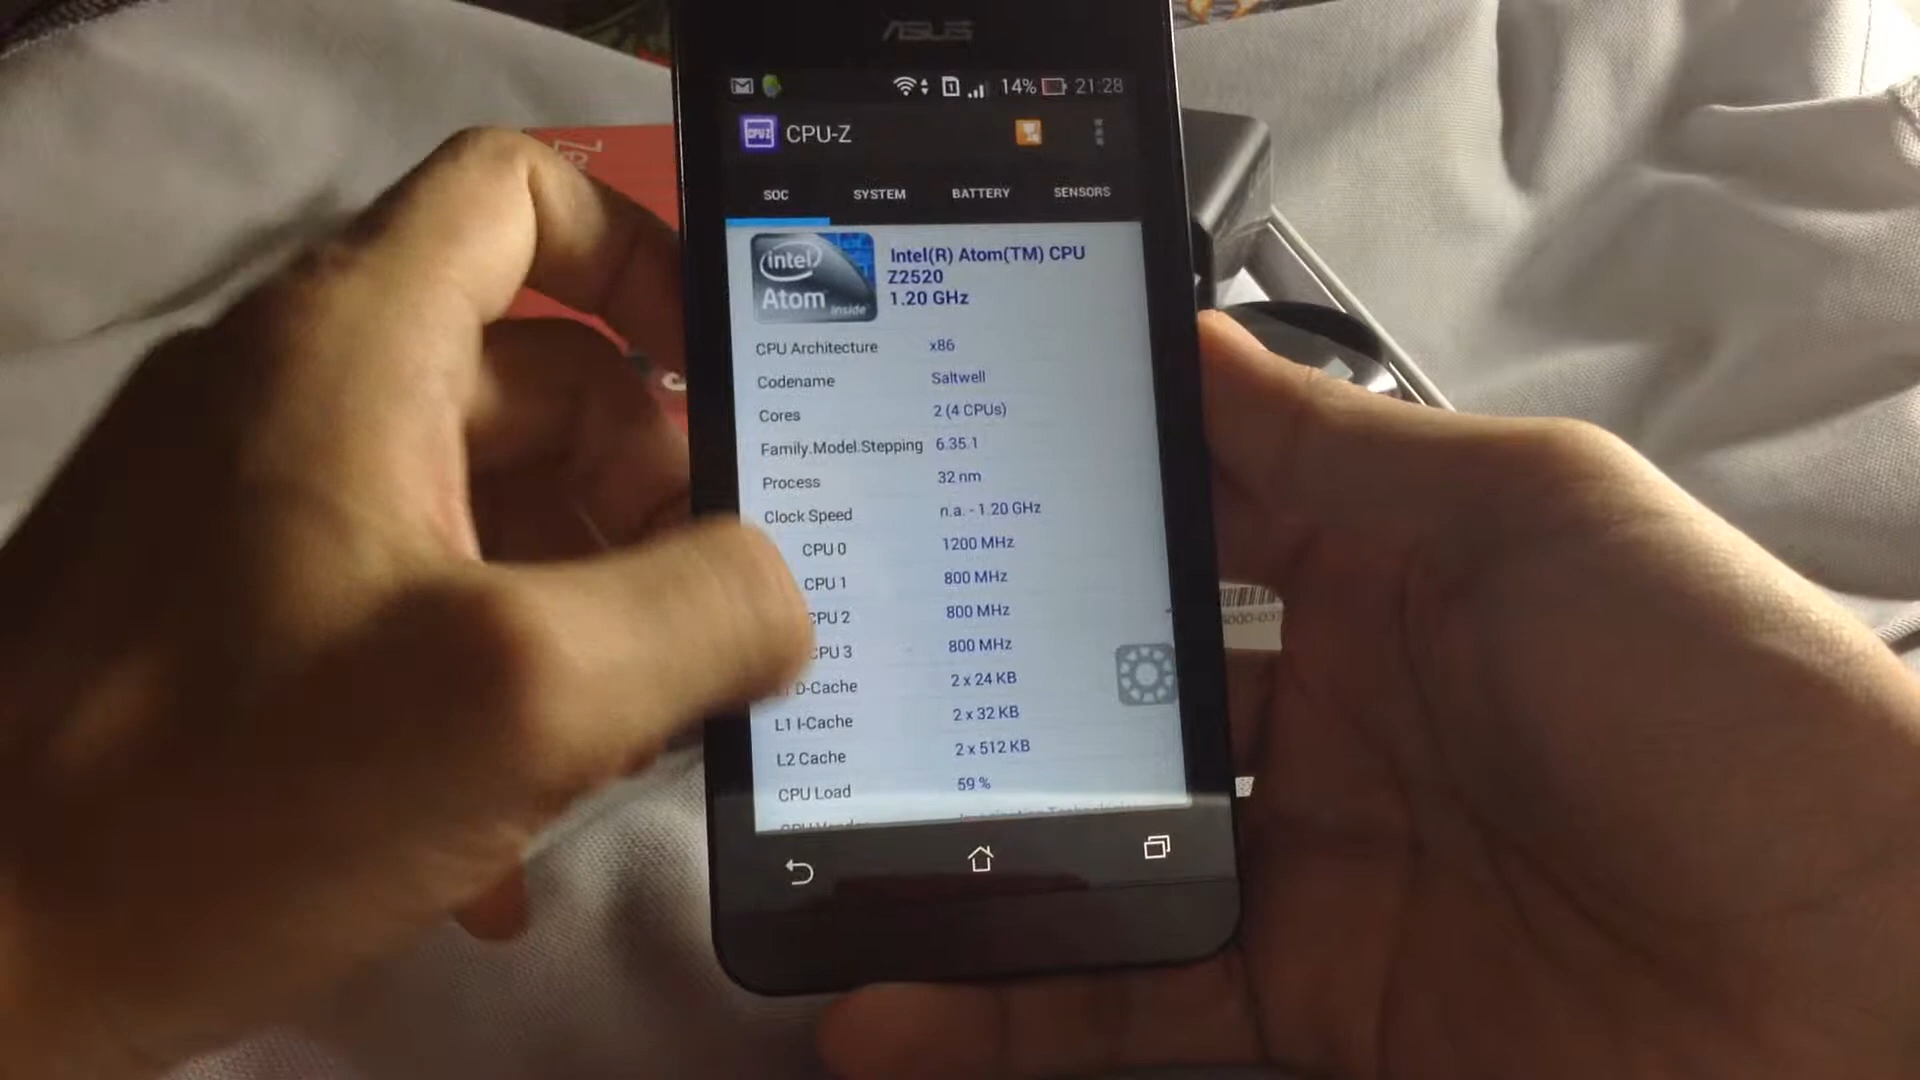 ASUS
14% 21:28
CPU-Z
SOC SYSTEM BATTERY SENSORS
intel Atom inside
Intel(R) Atom(TM) CPU
Z2520
1.20 GHz
CPU Architecture x86
Codename Saltwell
Cores 2 (4 CPUs)
Family.Model.Stepping 6.35.1
Process 32 nm
Clock Speed n.a. - 1.20 GHz
CPU 0 1200 MHz
CPU 1 800 MHz
CPU 2 800 MHz
CPU 3 800 MHz
D-Cache 2 x 24 KB
L1 I-Cache 2 x 32 KB
L2 Cache 2 x 512 KB
CPU Load 59 %